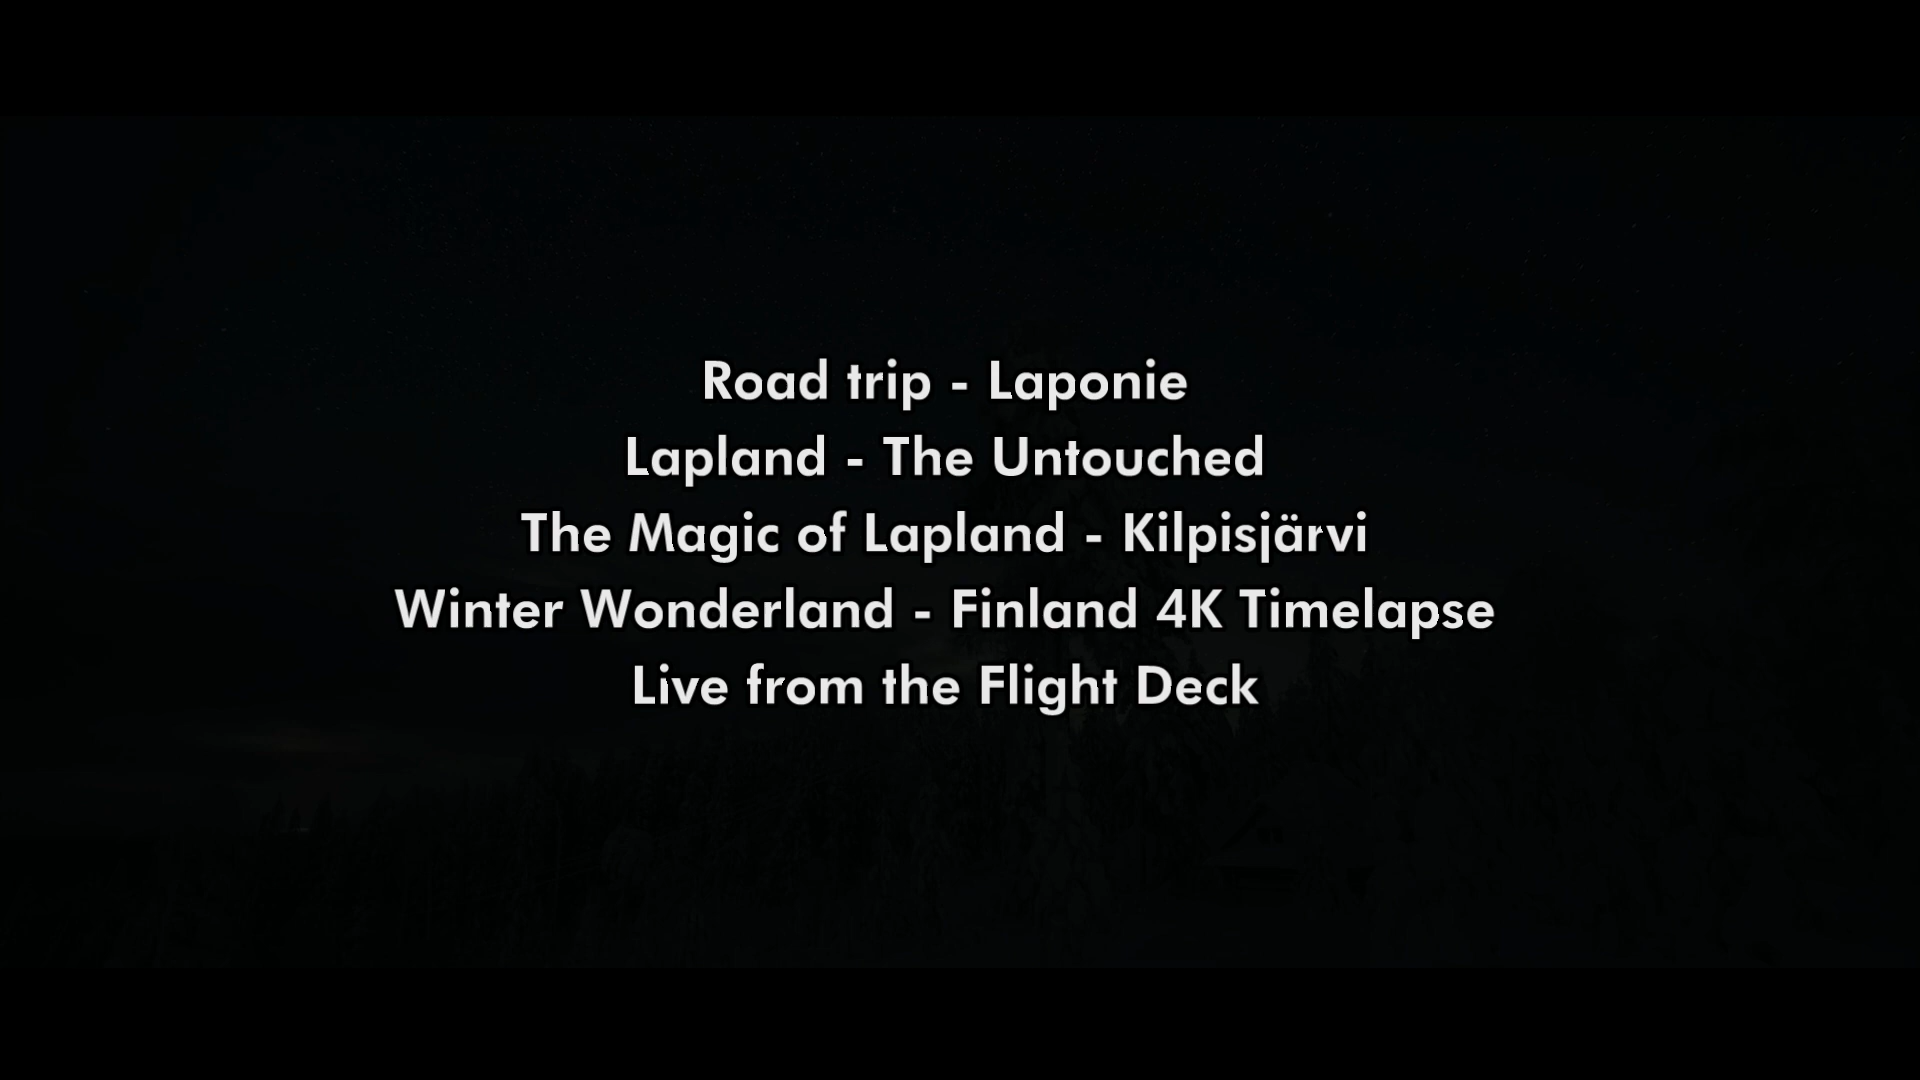 Road trip - Laponie
Lapland - The Untouched
The Magic of Lapland - Kilpisjärvi
Winter Wonderland - Finland 4K Timelapse
Live from the Flight Deck